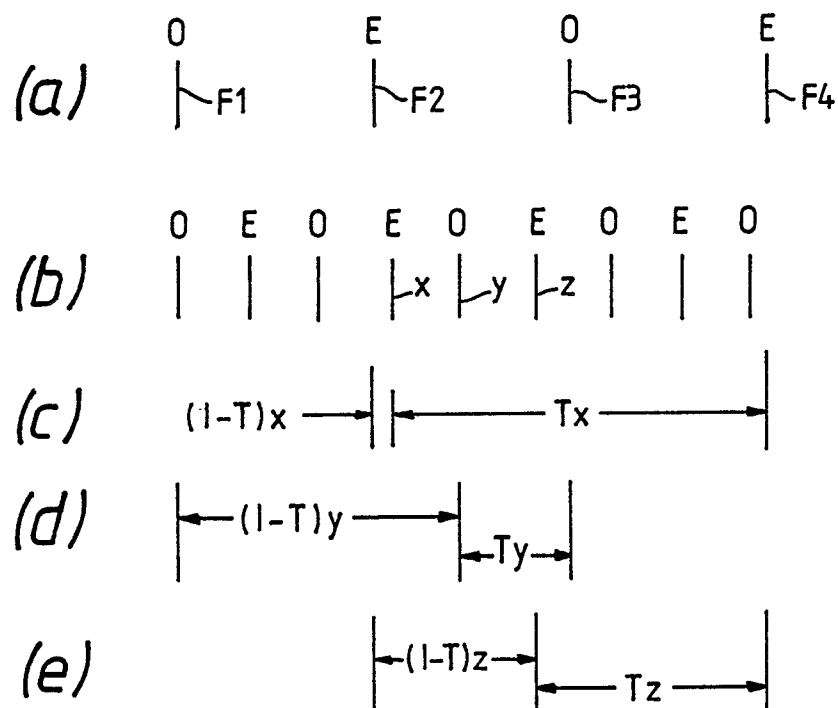 O E O E
(a) F1 F2 F3 F4
O E O E O E O E O
(b) x y z
(c) (1-T)x Tx
(d) (1-T)y Ty
(e) (1-T)z Tz